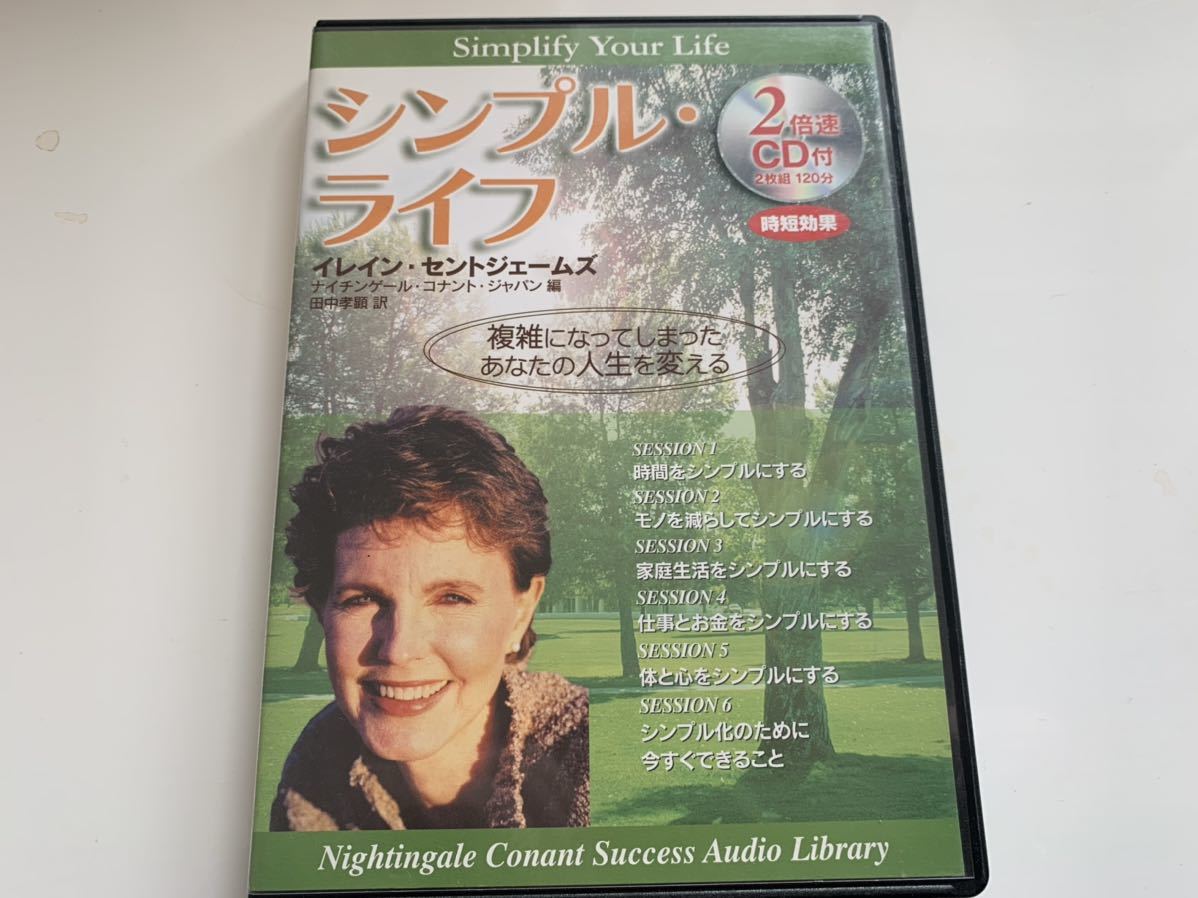 Simplify Your Life
シンプル・
ライフ
2倍速
CD付
2枚組 120分
時短効果
イレイン・セントジェームズ
ナイチンゲール・コナント・ジャパン 編
田中孝顕 訳
複雑になってしまった
あなたの人生を変える
SESSION 1
時間をシンプルにする
SESSION 2
モノを減らしてシンプルにする
SESSION 3
家庭生活をシンプルにする
SESSION 4
仕事とお金をシンプルにする
SESSION 5
体と心をシンプルにする
SESSION 6
シンプル化のために
今すぐできること
Nightingale Conant Success Audio Library